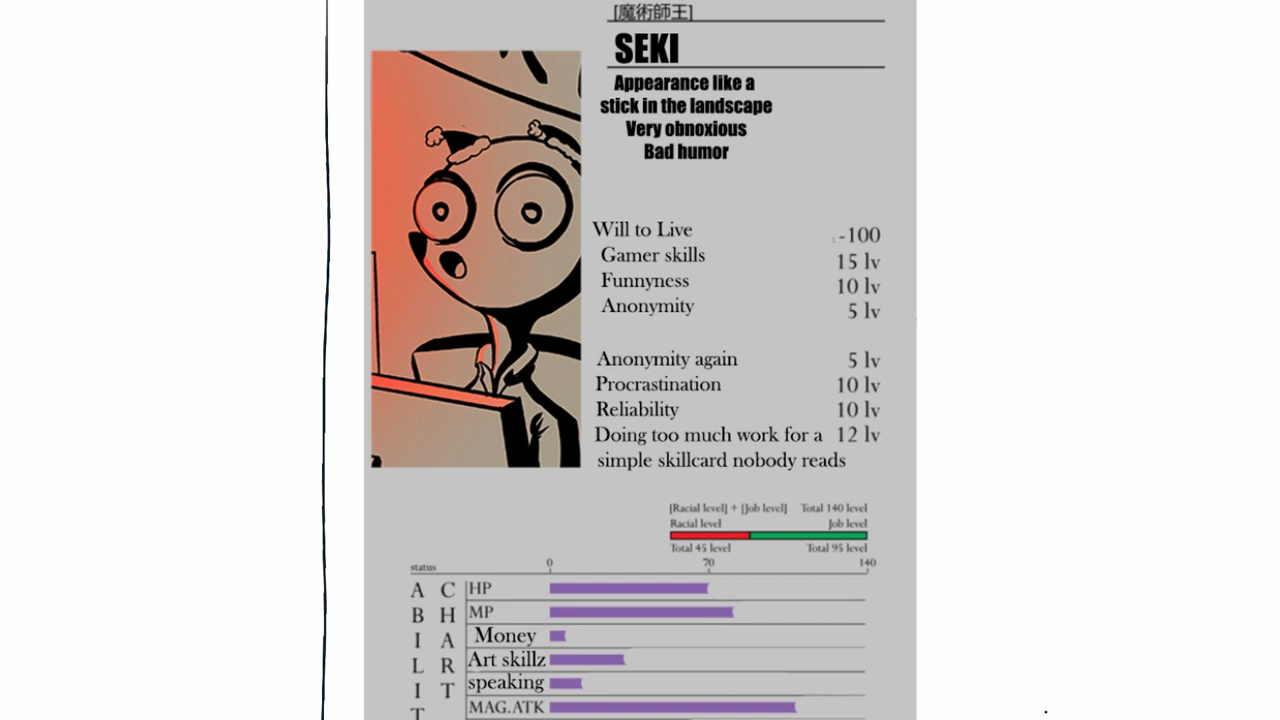 [魔術師王]
SEKI
Appearance like a
stick in the landscape
Very obnoxious
Bad humor
Will to Live :-100
Gamer skills 15 lv
Funnyness 10 lv
Anonymity 5 lv
Anonymity again 5 lv
Procrastination 10 lv
Reliability 10 lv
Doing too much work for a 12 lv
simple skillcard nobody reads
[Racial level] + [Job level] Total 140 level
Racial level Job level
Total 45 level Total 95 level
status 0 70 140
ABILIT
CHART
HP
MP
Money
Art skillz
speaking
MAG.ATK